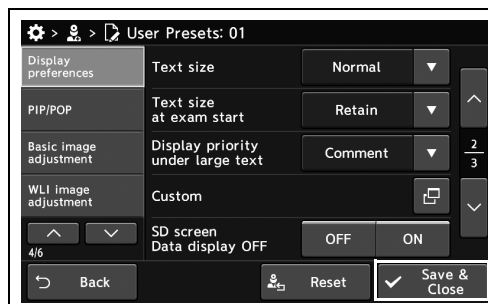 > > User Presets: 01
Display
preferences
Text size
Normal
PIP/POP
Text size
at exam start
Retain
Basic image
adjustment
Display priority
under large text
Comment
2
3
WLI image
adjustment
Custom
4/6
SD screen
Data display OFF
OFF
ON
Back
Reset
Save &
Close